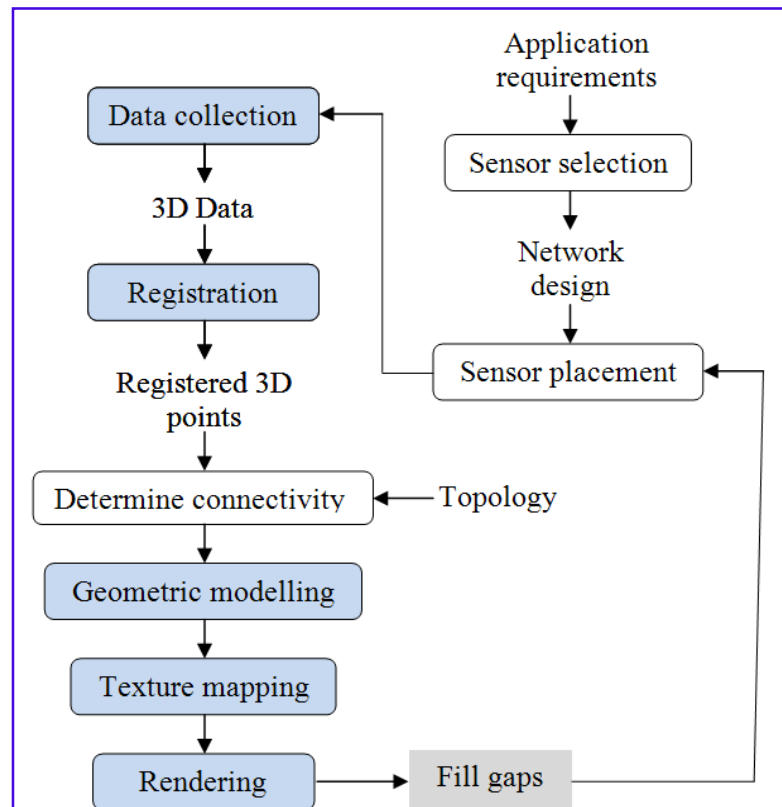 Application
requirements
Data collection
Sensor selection
3D Data
Network
design
Registration
Sensor placement
Registered 3D
points
Determine connectivity
Topology
Geometric modelling
Texture mapping
Rendering
Fill gaps